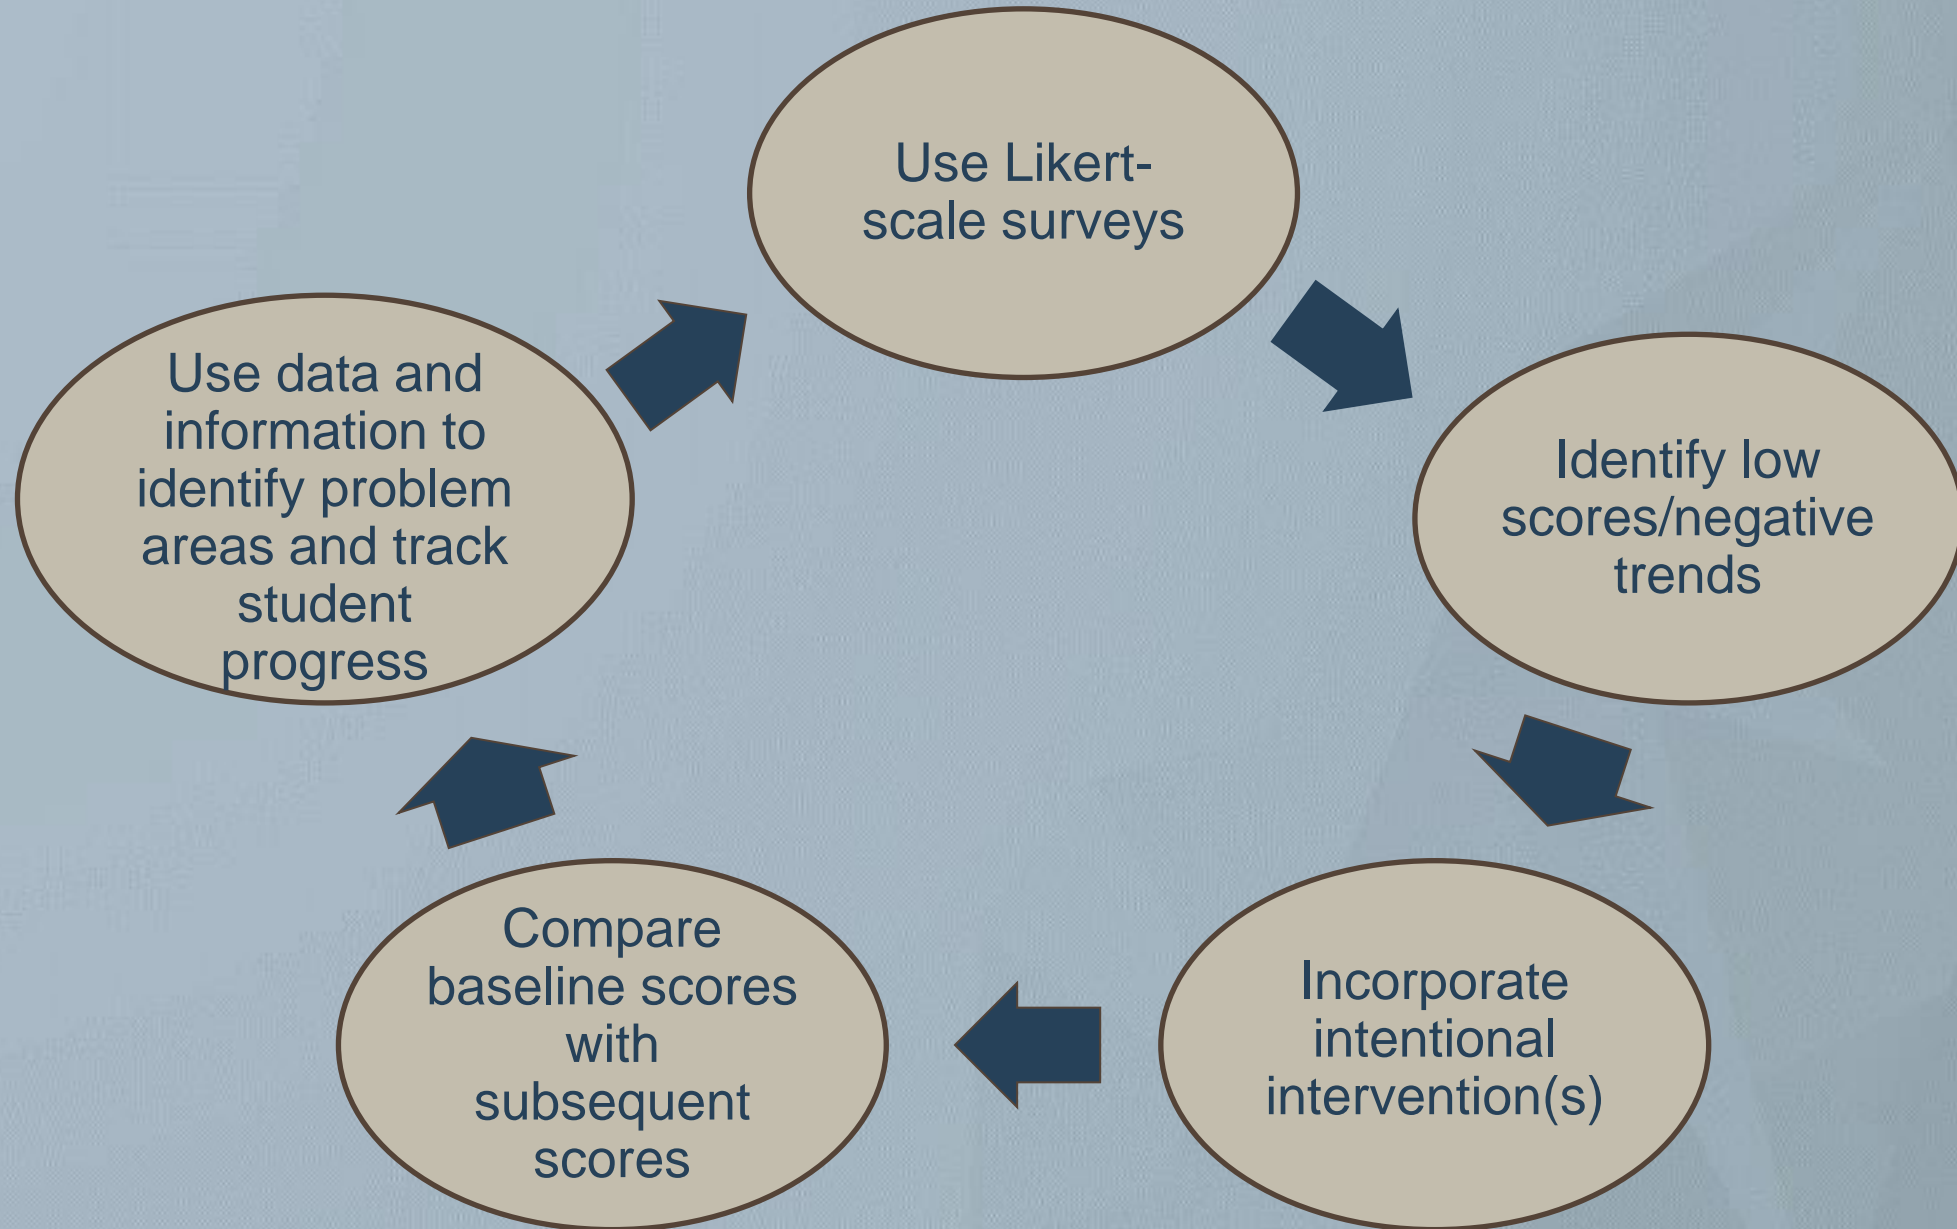 Use Likert-
scale surveys
Identify low
scores/negative
trends
Incorporate
intentional
intervention(s)
Compare
baseline scores
with
subsequent
scores
Use data and
information to
identify problem
areas and track
student
progress